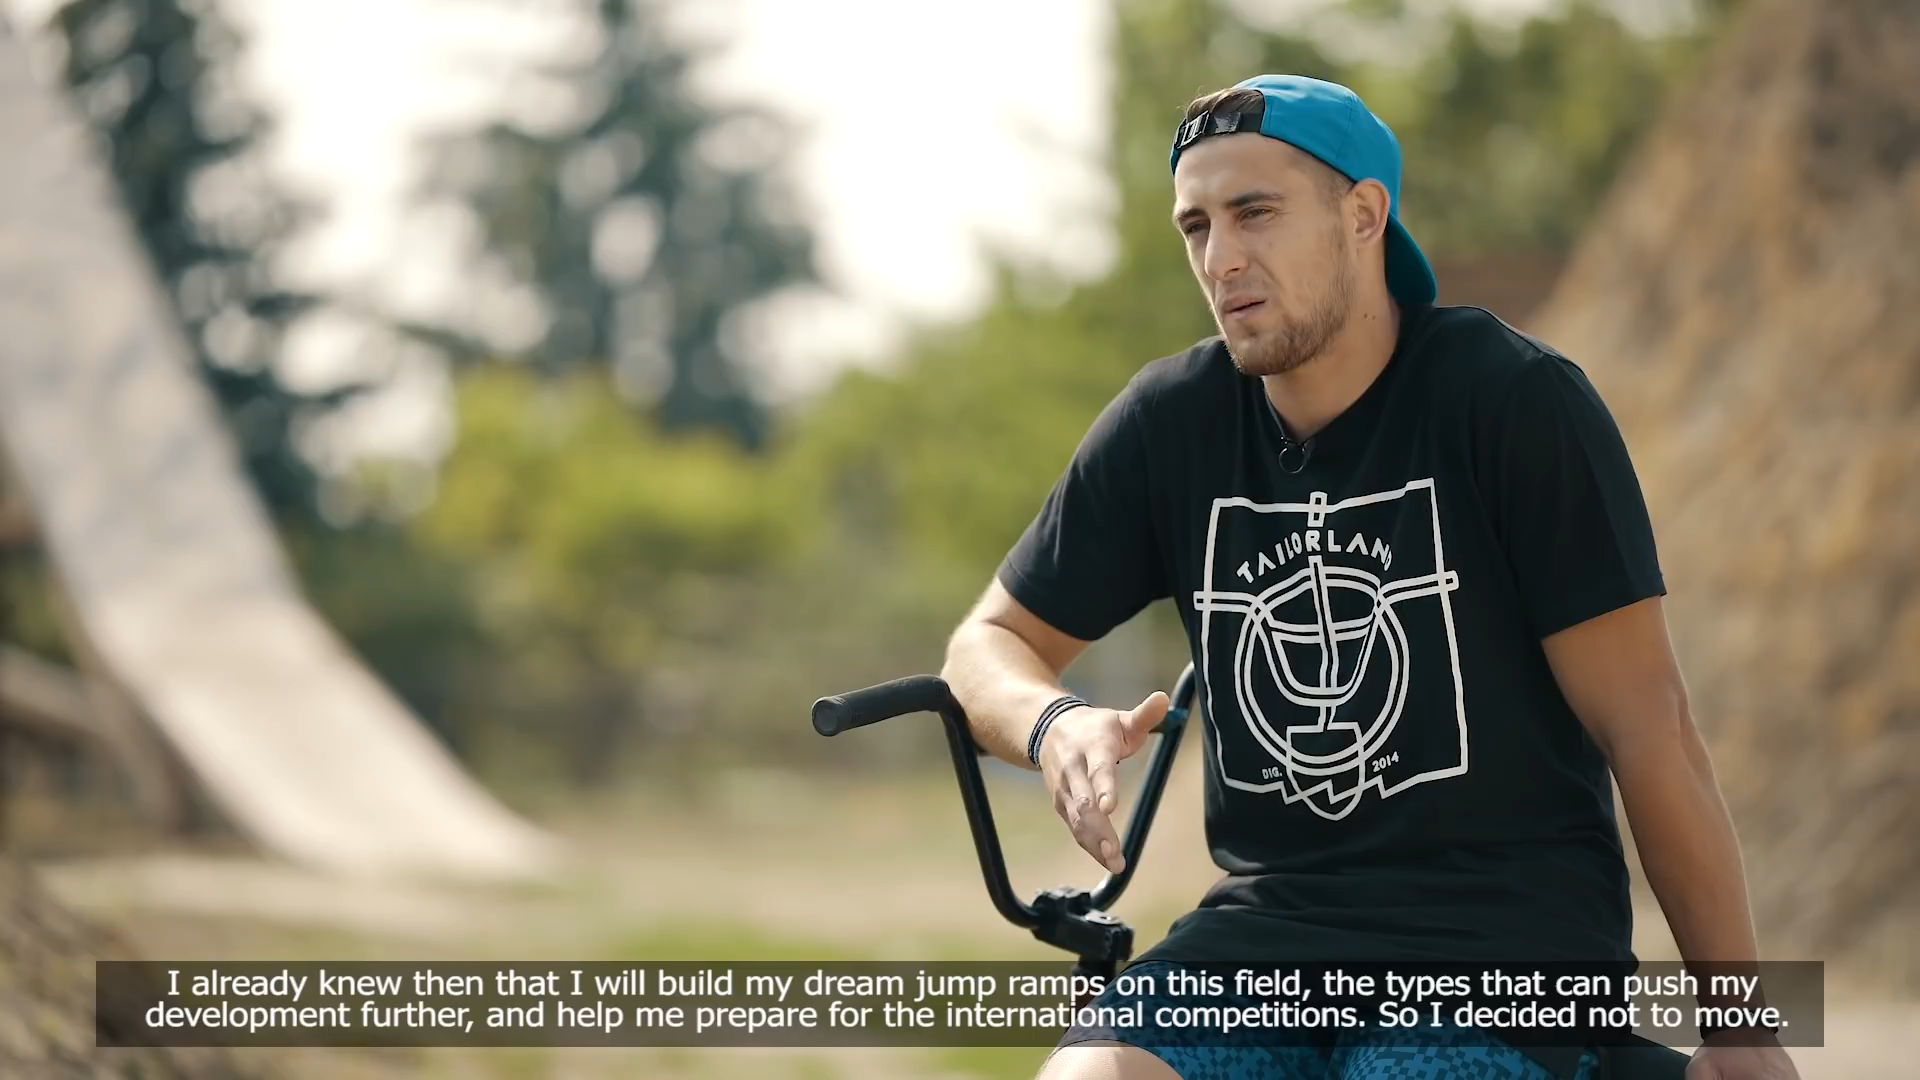 TAILORLAND
DIG. 2014
I already knew then that I will build my dream jump ramps on this field, the types that can push my
development further, and help me prepare for the international competitions. So I decided not to move.